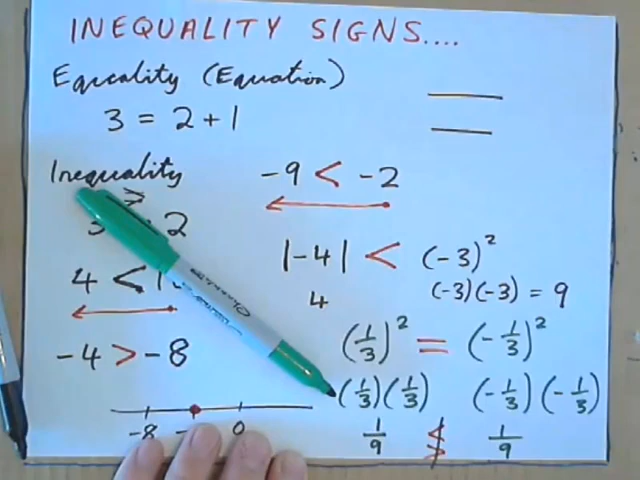 INEQUALITY SIGNS....
Equality (Equation)
3 = 2 + 1
Inequality
-9 < -2
2
|-4| < (-3)²
4 <
4
(-3)(-3) = 9
(1/3)² = (-1/3)²
-4 > -8
(1/3)(1/3) (-1/3)(-1/3)
-8 0
1/9 1/9